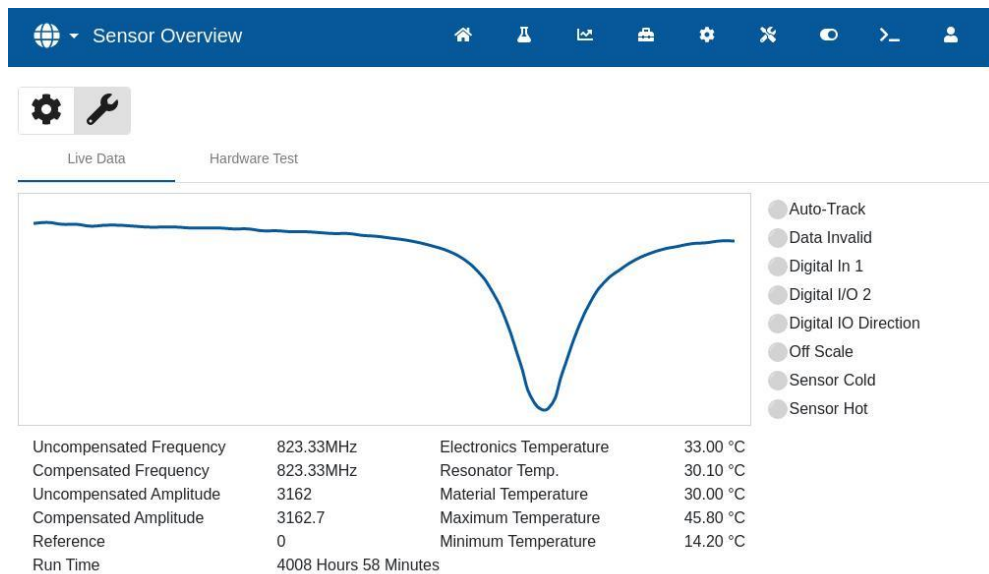 Sensor Overview
Live Data Hardware Test
Auto-Track
Data Invalid
Digital In 1
Digital I/O 2
Digital IO Direction
Off Scale
Sensor Cold
Sensor Hot
Uncompensated Frequency 823.33MHz Electronics Temperature 33.00 °C
Compensated Frequency 823.33MHz Resonator Temp. 30.10 °C
Uncompensated Amplitude 3162 Material Temperature 30.00 °C
Compensated Amplitude 3162.7 Maximum Temperature 45.80 °C
Reference 0 Minimum Temperature 14.20 °C
Run Time 4008 Hours 58 Minutes